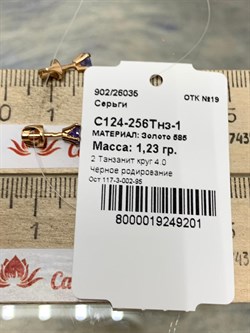 902/26035
Серьги
ОТК №19
С124-256Тнз-1
МАТЕРИАЛ: Золото 585
Масса: 1,23 гр.
2 Танзанит круг 4.0
Черное родирование
Ост 117-3-002-95
8000019249201